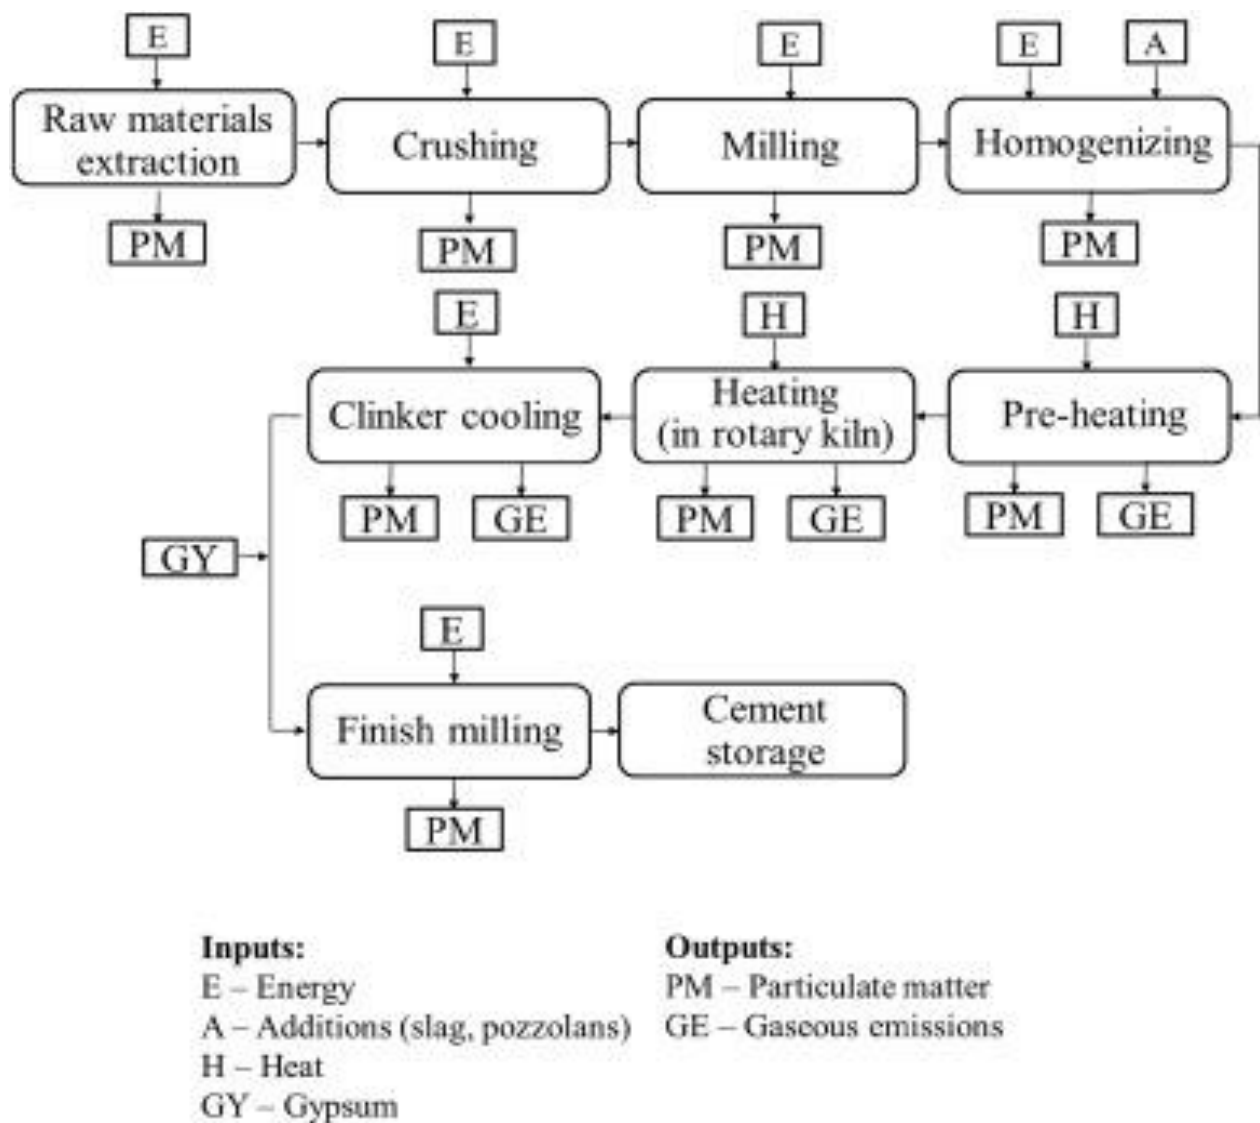 E
E
E
E
A
Raw materials
extraction
Crushing
Milling
Homogenizing
PM
PM
PM
PM
E
H
H
Clinker cooling
Heating
(in rotary kiln)
Pre-heating
PM
GE
PM
GE
PM
GE
GY
E
Finish milling
Cement
storage
PM
Inputs:
E – Energy
A – Additions (slag, pozzolans)
H – Heat
GY – Gypsum
Outputs:
PM – Particulate matter
GE – Gaseous emissions